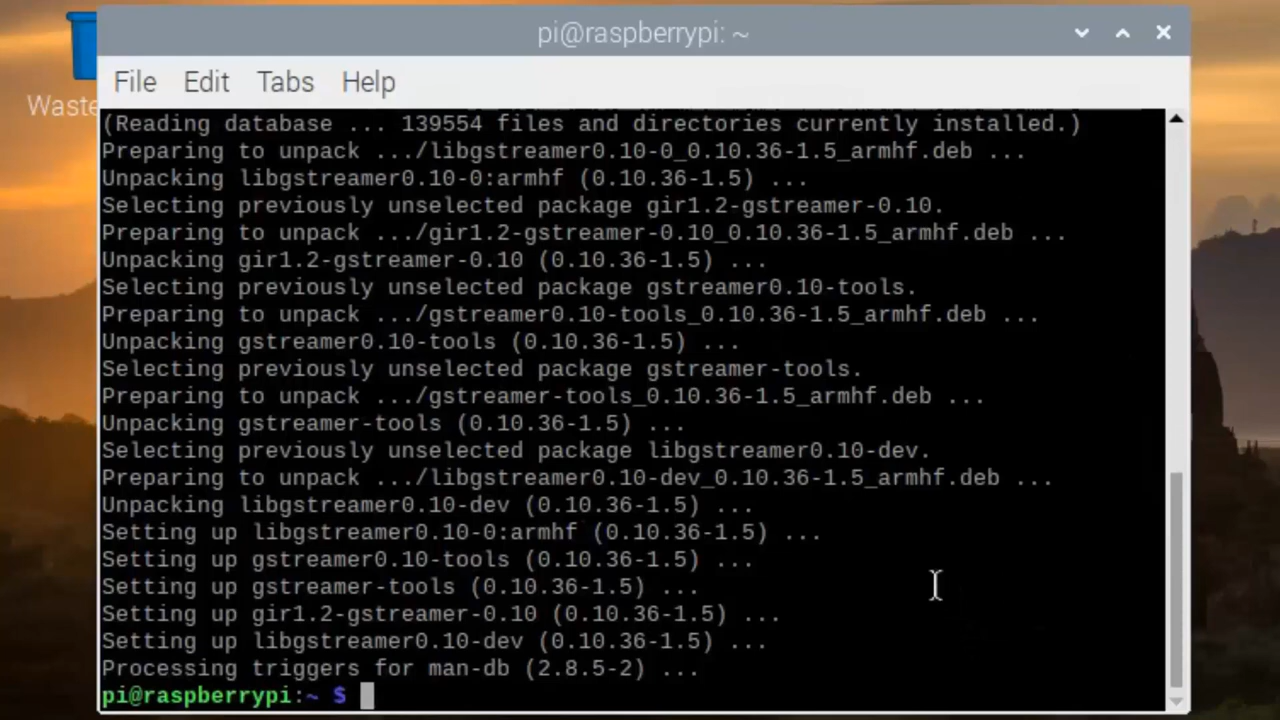 pi@raspberrypi: ~
File Edit Tabs Help
Waste
(Reading database ... 139554 files and directories currently installed.)
Preparing to unpack .../libgstreamer0.10-0_0.10.36-1.5_armhf.deb ...
Unpacking libgstreamer0.10-0:armhf (0.10.36-1.5) ...
Selecting previously unselected package gir1.2-gstreamer-0.10.
Preparing to unpack .../gir1.2-gstreamer-0.10_0.10.36-1.5_armhf.deb ...
Unpacking gir1.2-gstreamer-0.10 (0.10.36-1.5) ...
Selecting previously unselected package gstreamer0.10-tools.
Preparing to unpack .../gstreamer0.10-tools_0.10.36-1.5_armhf.deb ...
Unpacking gstreamer0.10-tools (0.10.36-1.5) ...
Selecting previously unselected package gstreamer-tools.
Preparing to unpack .../gstreamer-tools_0.10.36-1.5_armhf.deb ...
Unpacking gstreamer-tools (0.10.36-1.5) ...
Selecting previously unselected package libgstreamer0.10-dev.
Preparing to unpack .../libgstreamer0.10-dev_0.10.36-1.5_armhf.deb ...
Unpacking libgstreamer0.10-dev (0.10.36-1.5) ...
Setting up libgstreamer0.10-0:armhf (0.10.36-1.5) ...
Setting up gstreamer0.10-tools (0.10.36-1.5) ...
Setting up gstreamer-tools (0.10.36-1.5) ...
Setting up gir1.2-gstreamer-0.10 (0.10.36-1.5) ...
Setting up libgstreamer0.10-dev (0.10.36-1.5) ...
Processing triggers for man-db (2.8.5-2) ...
pi@raspberrypi:~ $